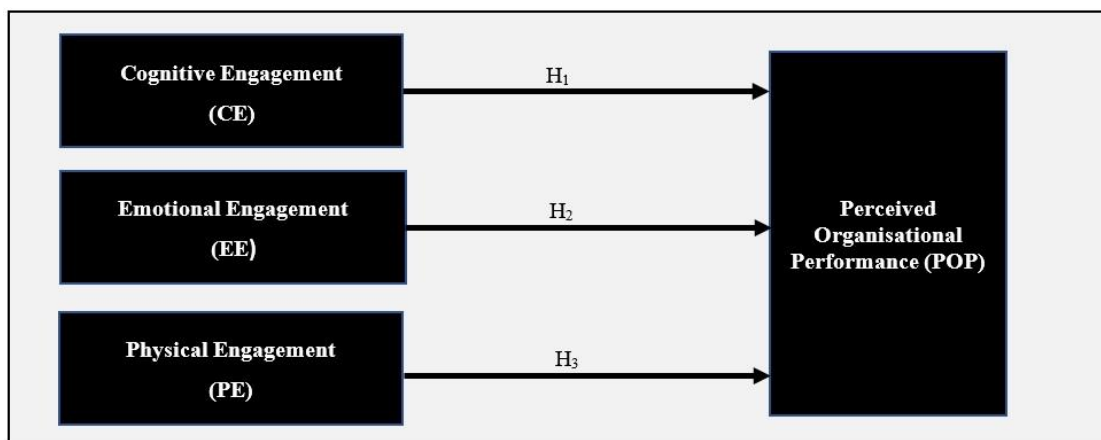 Cognitive Engagement
(CE)
H₁
Emotional Engagement
(EE)
H₂
Physical Engagement
(PE)
H₃
Perceived
Organisational
Performance (POP)